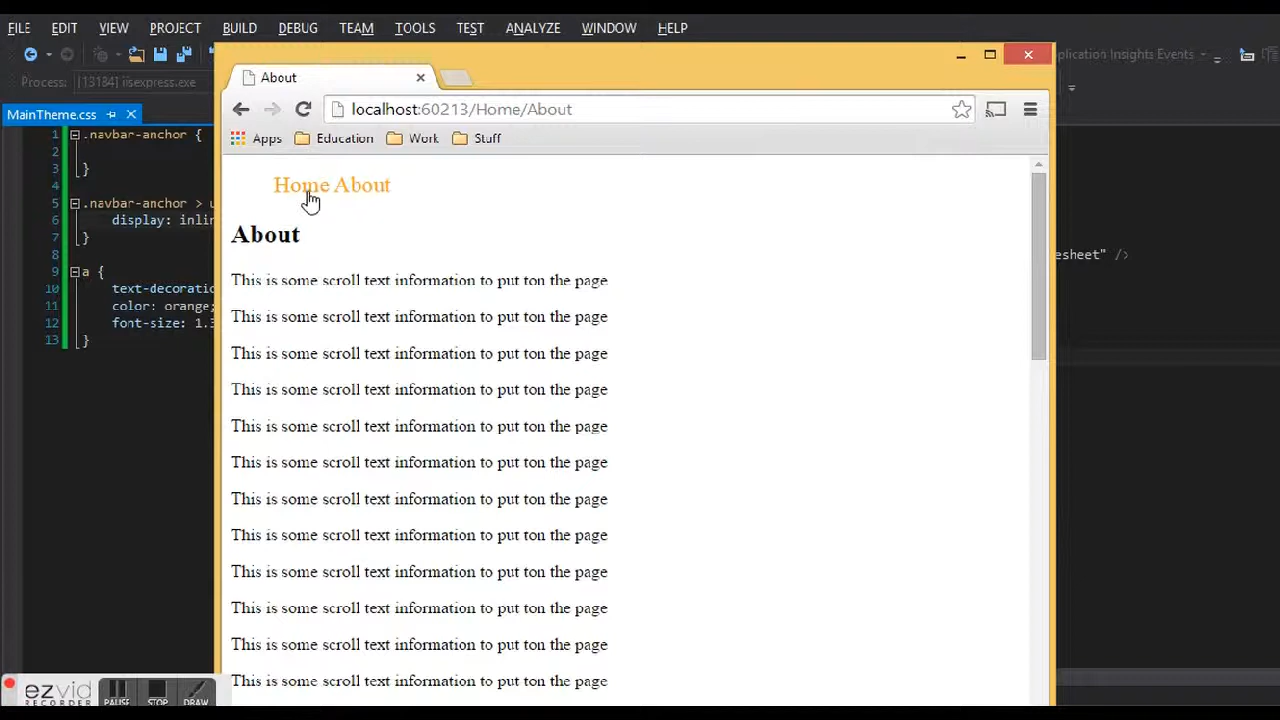 FILE EDIT VIEW PROJECT BUILD DEBUG TEAM TOOLS TEST ANALYZE WINDOW HELP
Process: [13184] iisexpress.exe
plication Insights Events
MainTheme.css
About
localhost:60213/Home/About
Apps Education Work Stuff
1 .navbar-anchor {
2
3 }
4
5 .navbar-anchor > u
6 display: inlin
7 }
8
9 a {
10 text-decoratio
11 color: orange;
12 font-size: 1.3
13 }
esheet" />
Home About
About
This is some scroll text information to put ton the page
This is some scroll text information to put ton the page
This is some scroll text information to put ton the page
This is some scroll text information to put ton the page
This is some scroll text information to put ton the page
This is some scroll text information to put ton the page
This is some scroll text information to put ton the page
This is some scroll text information to put ton the page
This is some scroll text information to put ton the page
This is some scroll text information to put ton the page
This is some scroll text information to put ton the page
This is some scroll text information to put ton the page
ezvid
RECORDER
PAUSE STOP DRAW